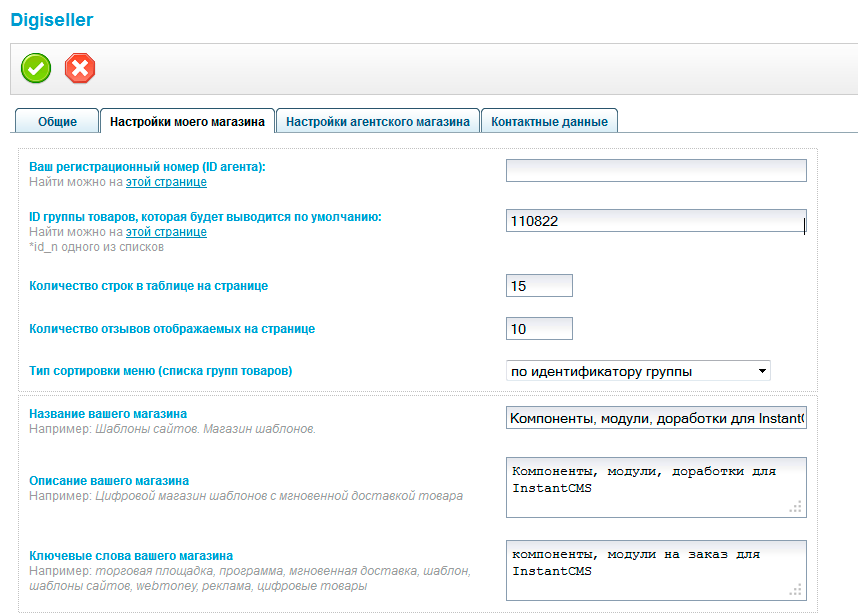 Digiseller
Общие Настройки моего магазина Настройки агентского магазина Контактные данные
Ваш регистрационный номер (ID агента):
Найти можно на этой странице
ID группы товаров, которая будет выводится по умолчанию:
110822
Найти можно на этой странице
*id_n одного из списков
Количество строк в таблице на странице
15
Количество отзывов отображаемых на странице
10
Тип сортировки меню (списка групп товаров)
по идентификатору группы
Название вашего магазина
Например: Шаблоны сайтов. Магазин шаблонов.
Компоненты, модули, доработки для Instant
Описание вашего магазина
Например: Цифровой магазин шаблонов с мгновенной доставкой товара
Компоненты, модули, доработки для
InstantCMS
Ключевые слова вашего магазина
Например: торговая площадка, программа, мгновенная доставка, шаблон,
шаблоны сайтов, webmoney, реклама, цифровые товары
компоненты, модули на заказ для
InstantCMS